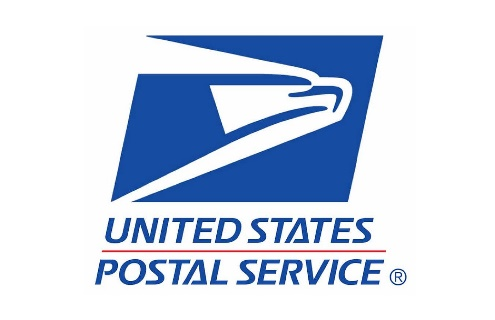 UNITED STATES
POSTAL SERVICE ®